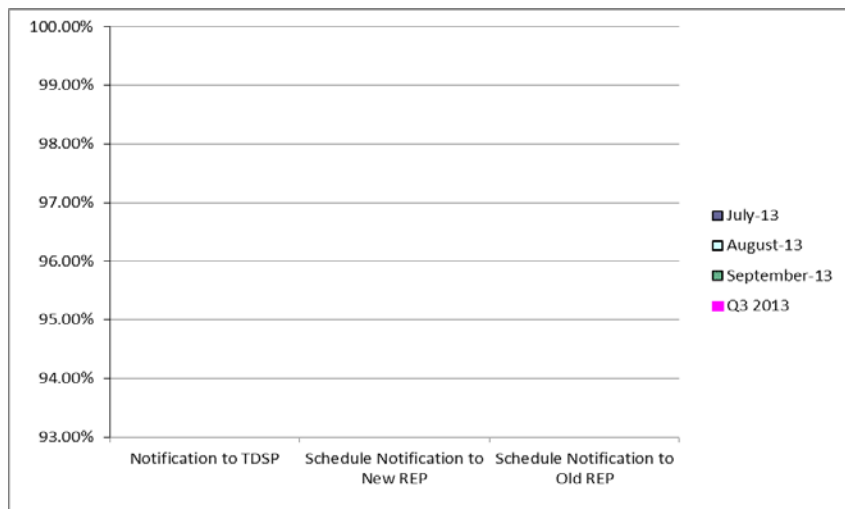 100.00%
99.00%
98.00%
97.00%
96.00%
95.00%
94.00%
93.00%
Notification to TDSP
Schedule Notification to
New REP
Schedule Notification to
Old REP
July-13
August-13
September-13
Q3 2013